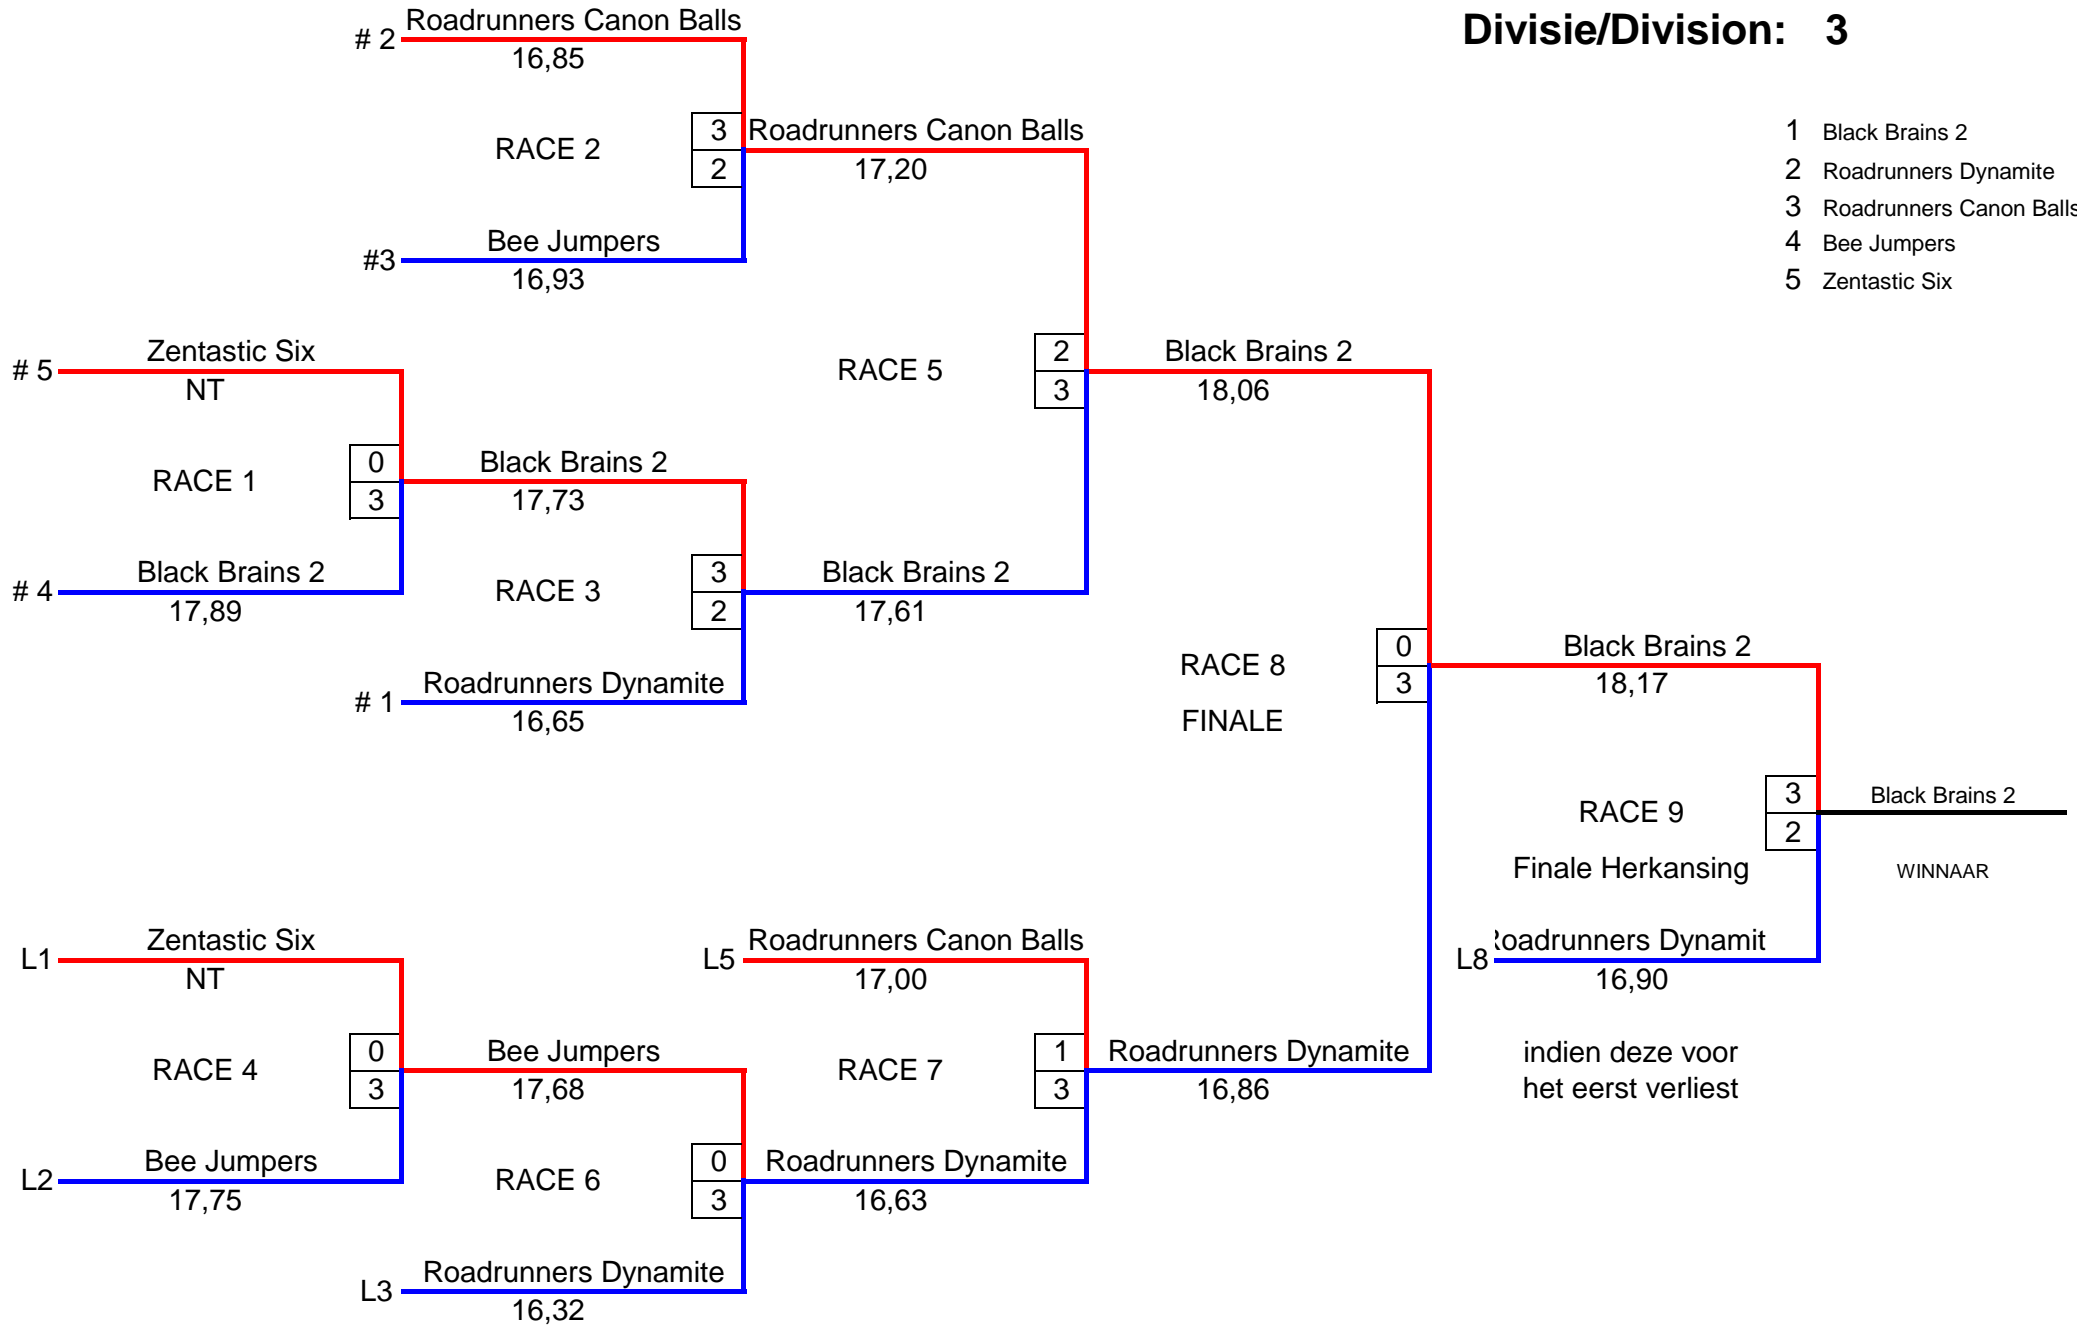 Divisie/Division: 3
1 Black Brains 2
2 Roadrunners Dynamite
3 Roadrunners Canon Balls
4 Bee Jumpers
5 Zentastic Six
# 2
Roadrunners Canon Balls
16,85
RACE 2
3
2
#3
Bee Jumpers
16,93
Roadrunners Canon Balls
17,20
# 5
Zentastic Six
NT
RACE 1
0
3
# 4
Black Brains 2
17,89
Black Brains 2
17,73
RACE 3
3
2
# 1
Roadrunners Dynamite
16,65
RACE 5
2
3
Black Brains 2
17,61
Black Brains 2
18,06
RACE 8
FINALE
0
3
Black Brains 2
18,17
RACE 9
Finale Herkansing
3
2
Black Brains 2
WINNAAR
L8
Roadrunners Dynamit
16,90
indien deze voor
het eerst verliest
L1
Zentastic Six
NT
RACE 4
0
3
L2
Bee Jumpers
17,75
Bee Jumpers
17,68
RACE 6
0
3
L3
Roadrunners Dynamite
16,32
L5
Roadrunners Canon Balls
17,00
RACE 7
1
3
Roadrunners Dynamite
16,63
Roadrunners Dynamite
16,86